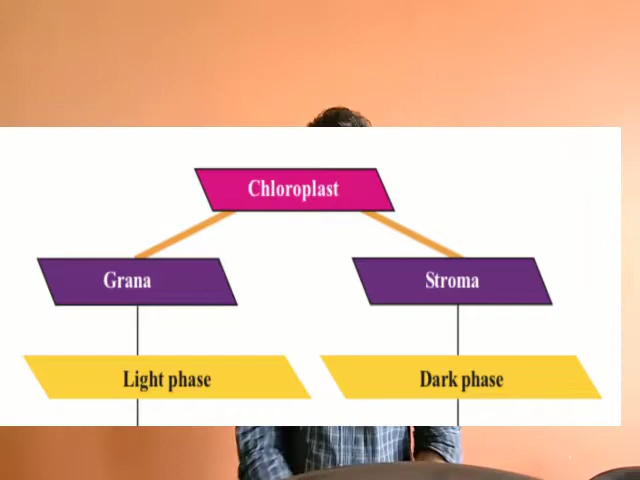 Chloroplast
Grana
Stroma
Light phase
Dark phase